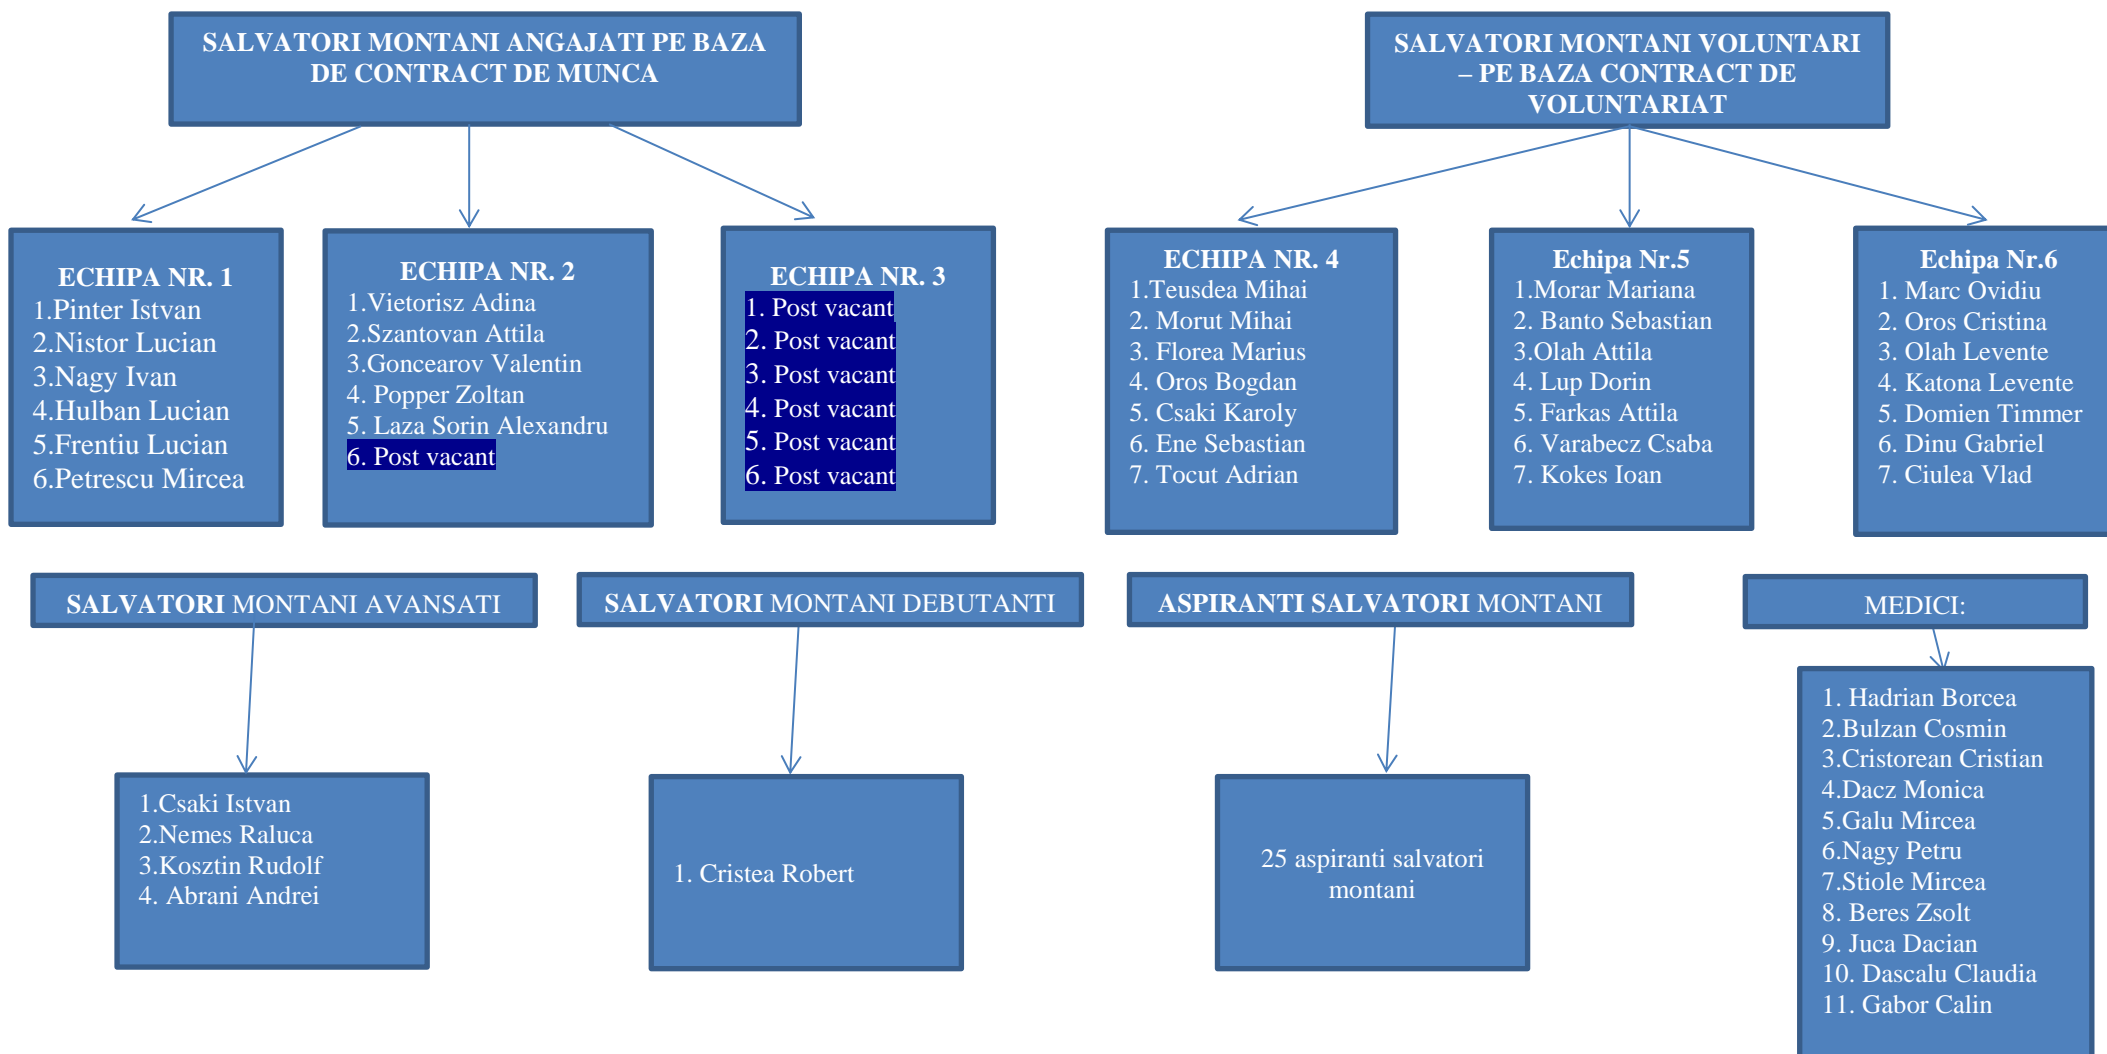 SALVATORI MONTANI ANGAJATI PE BAZA
DE CONTRACT DE MUNCA
SALVATORI MONTANI VOLUNTARI
– PE BAZA CONTRACT DE
VOLUNTARIAT
ECHIPA NR. 1
1.Pinter Istvan
2.Nistor Lucian
3.Nagy Ivan
4.Hulban Lucian
5.Frentiu Lucian
6.Petrescu Mircea
ECHIPA NR. 2
1.Vietorisz Adina
2.Szantovan Attila
3.Goncearov Valentin
4. Popper Zoltan
5. Laza Sorin Alexandru
6. Post vacant
ECHIPA NR. 3
1. Post vacant
2. Post vacant
3. Post vacant
4. Post vacant
5. Post vacant
6. Post vacant
ECHIPA NR. 4
1.Teusdea Mihai
2. Morut Mihai
3. Florea Marius
4. Oros Bogdan
5. Csaki Karoly
6. Ene Sebastian
7. Tocut Adrian
Echipa Nr.5
1.Morar Mariana
2. Banto Sebastian
3.Olah Attila
4. Lup Dorin
5. Farkas Attila
6. Varabecz Csaba
7. Kokes Ioan
Echipa Nr.6
1. Marc Ovidiu
2. Oros Cristina
3. Olah Levente
4. Katona Levente
5. Domien Timmer
6. Dinu Gabriel
7. Ciulea Vlad
SALVATORI MONTANI AVANSATI
1.Csaki Istvan
2.Nemes Raluca
3.Kosztin Rudolf
4. Abrani Andrei
SALVATORI MONTANI DEBUTANTI
1. Cristea Robert
ASPIRANTI SALVATORI MONTANI
25 aspiranti salvatori
montani
MEDICI:
1. Hadrian Borcea
2.Bulzan Cosmin
3.Cristorean Cristian
4.Dacz Monica
5.Galu Mircea
6.Nagy Petru
7.Stiole Mircea
8. Beres Zsolt
9. Juca Dacian
10. Dascalu Claudia
11. Gabor Calin